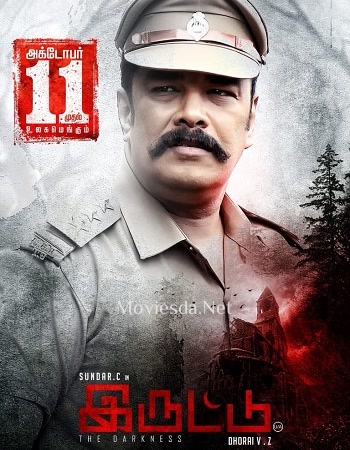 அக்டோபர்
11
முதல்
உலகமெங்கும்
Moviesda.Net
SUNDAR.C IN
இருட்டு
U/A
THE DARKNESS
DHORAI V.Z